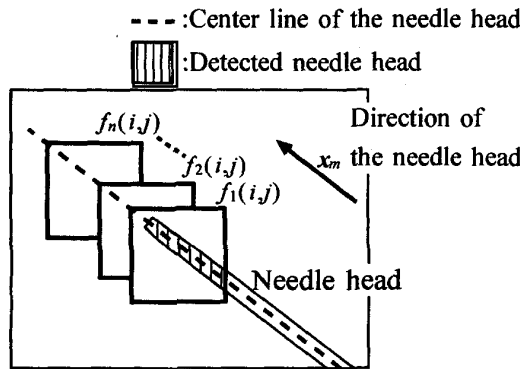 :Center line of the needle head
:Detected needle head
fn(i,j)
f2(i,j)
f1(i,j)
Direction of
xm the needle head
Needle head